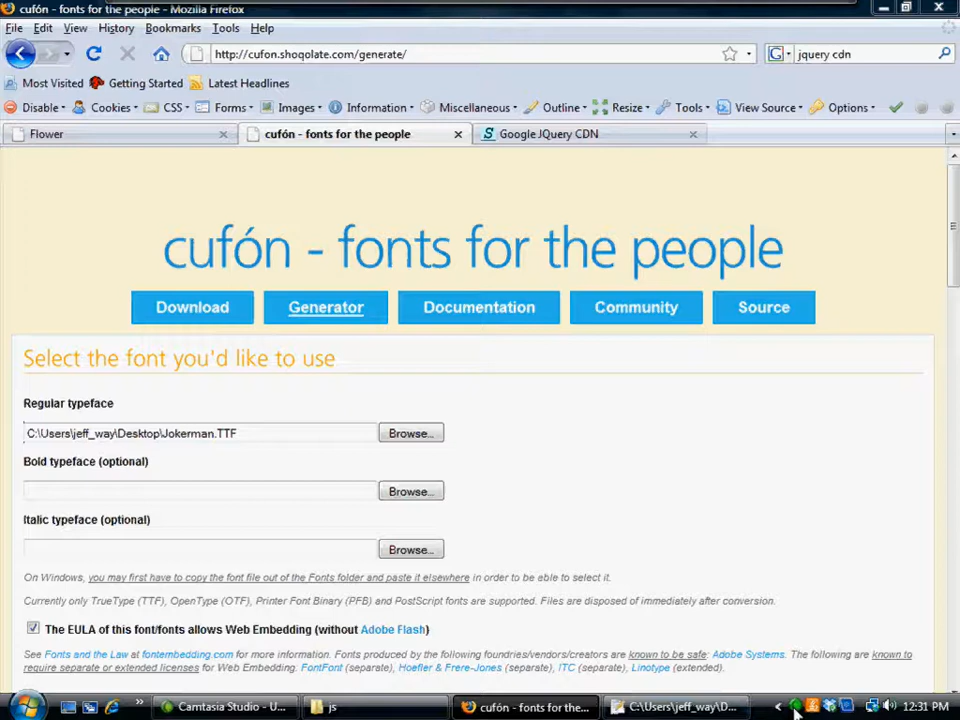 cufón - fonts for the people - Mozilla Firefox
File Edit View History Bookmarks Tools Help
http://cufon.shoqolate.com/generate/ jquery cdn
Most Visited Getting Started Latest Headlines
Disable Cookies CSS Forms Images Information Miscellaneous Outline Resize Tools View Source Options
Flower cufón - fonts for the people Google JQuery CDN
cufón - fonts for the people
Download Generator Documentation Community Source
Select the font you'd like to use
Regular typeface
C:\Users\jeff_way\Desktop\Jokerman.TTF Browse...
Bold typeface (optional)
Browse...
Italic typeface (optional)
Browse...
On Windows, you may first have to copy the font file out of the Fonts folder and paste it elsewhere in order to be able to select it.
Currently only TrueType (TTF), OpenType (OTF), Printer Font Binary (PFB) and PostScript fonts are supported. Files are disposed of immediately after conversion.
The EULA of this font/fonts allows Web Embedding (without Adobe Flash)
See Fonts and the Law at fontembedding.com for more information. Fonts produced by the following foundries/vendors/creators are known to be safe: Adobe Systems. The following are known to
require separate or extended licenses for Web Embedding. FontFont (separate), Hoefler & Frere-Jones (separate), ITC (separate), Linotype (extended).
Camtasia Studio - U... js cufón - fonts for the... C:\Users\jeff_way\D... 12:31 PM